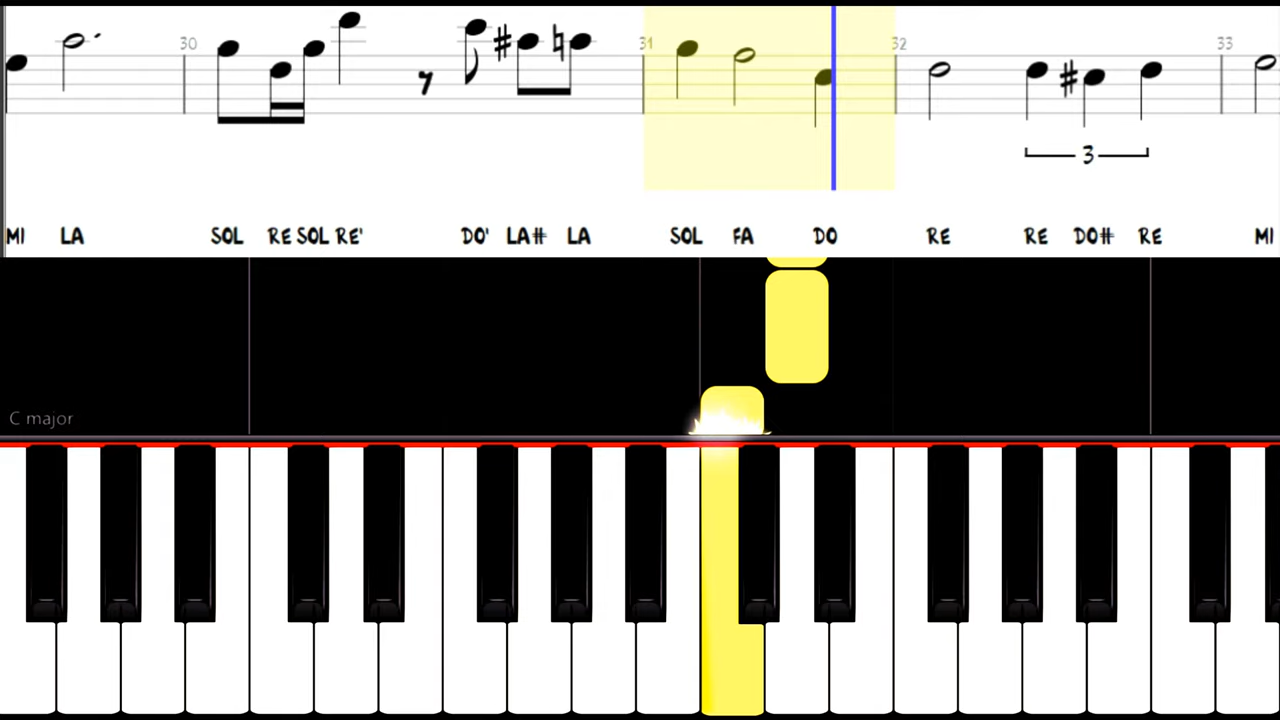 30 31 32 33
3
MI LA SOL RE SOL RE' DO' LA# LA SOL FA DO RE RE DO# RE MI
C major